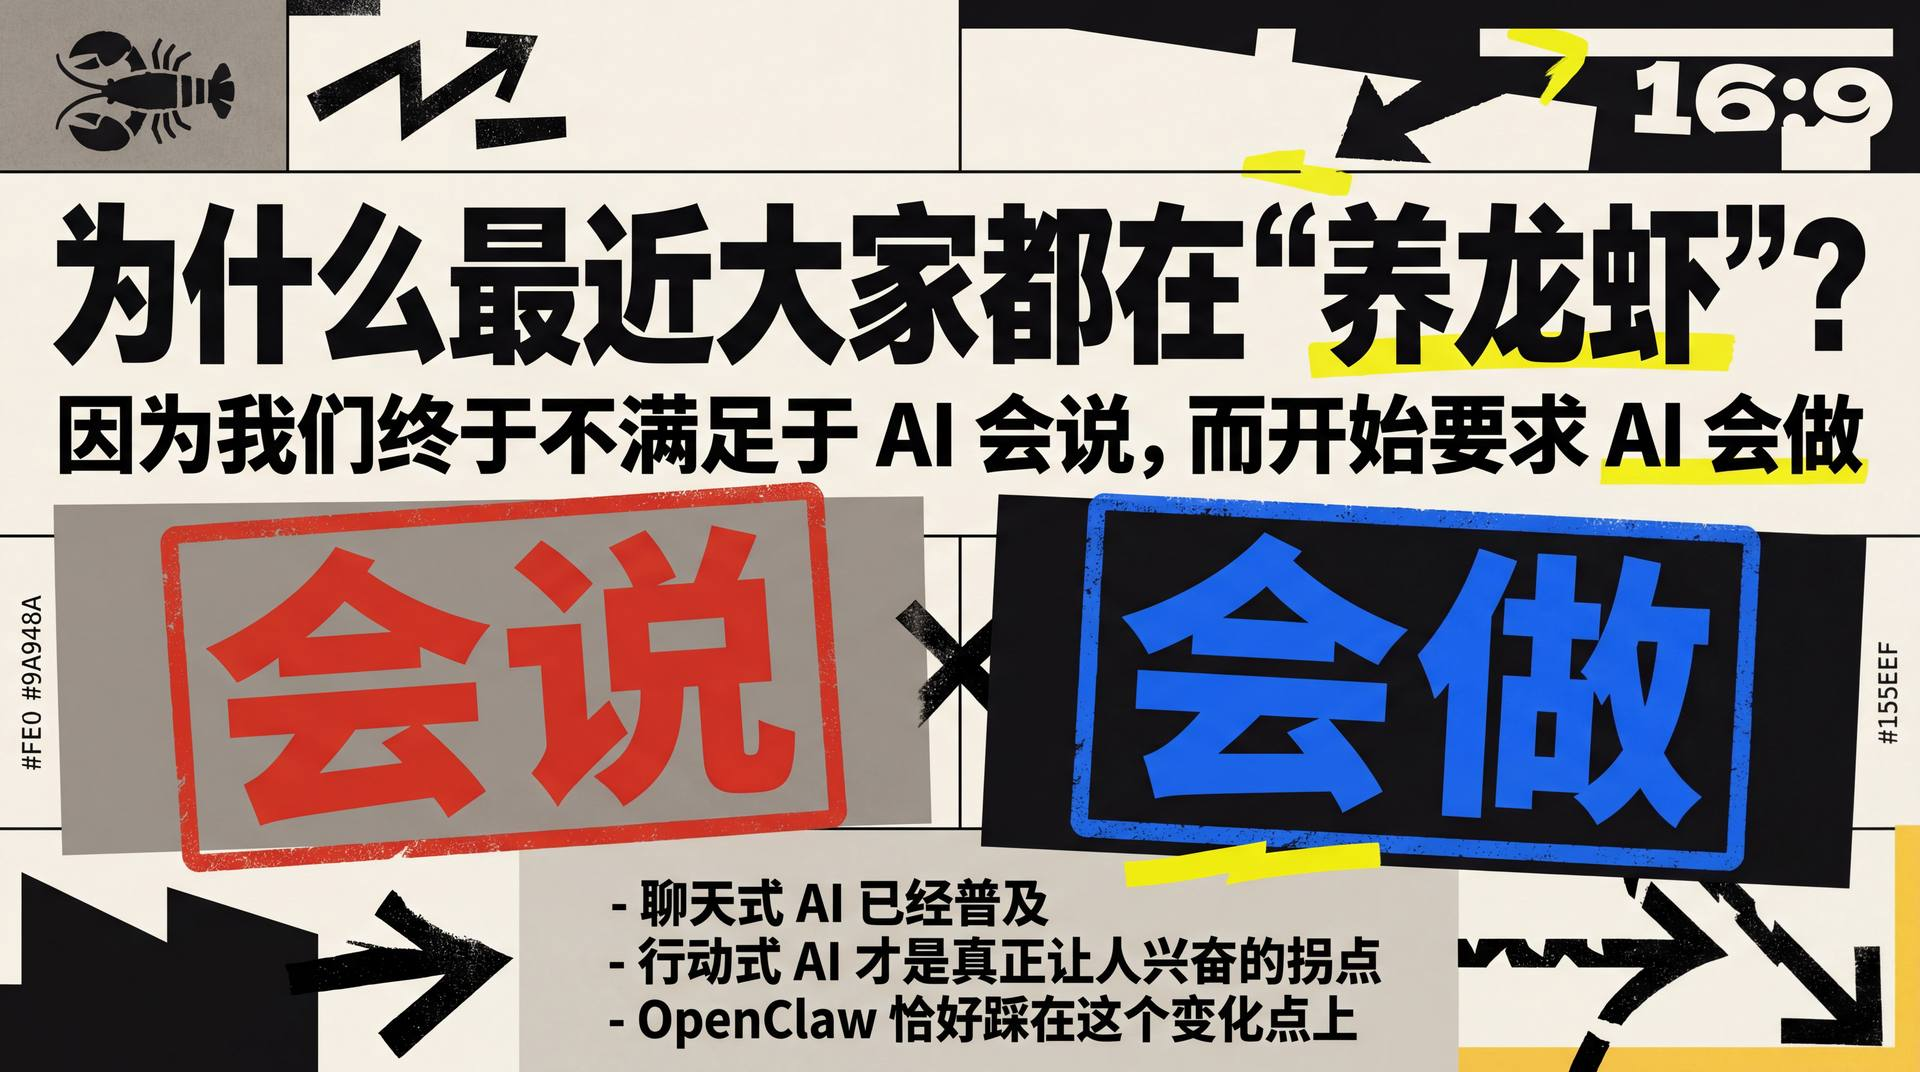 16:9
为什么最近大家都在“养龙虾”?
因为我们终于不满足于 AI 会说，而开始要求 AI 会做
会说
会做
#FE0 #9A948A
#155EEF
- 聊天式 AI 已经普及
- 行动式 AI 才是真正让人兴奋的拐点
- OpenClaw 恰好踩在这个变化点上